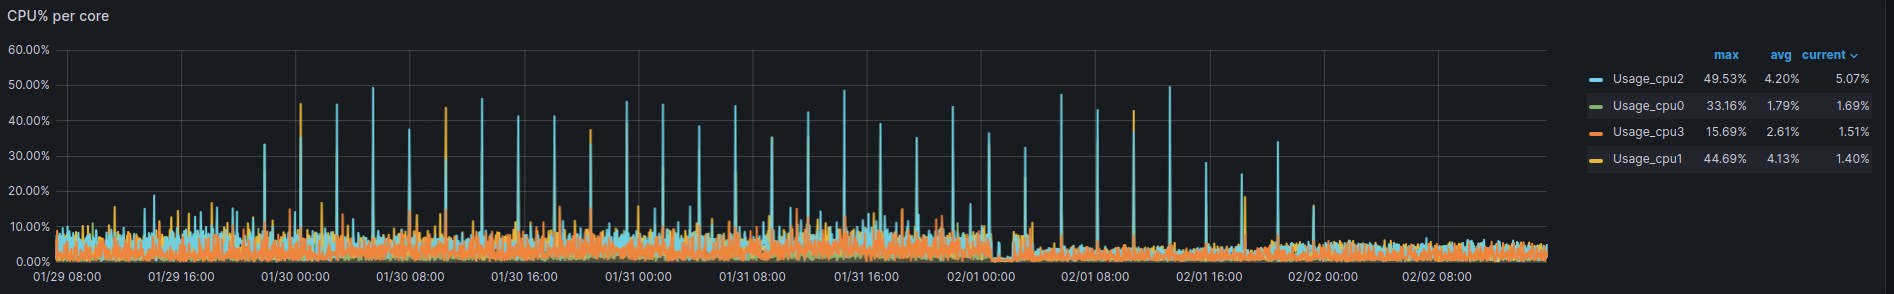 CPU% per core
60.00%
50.00%
40.00%
30.00%
20.00%
10.00%
0.00%
01/29 08:00 01/29 16:00 01/30 00:00 01/30 08:00 01/30 16:00 01/31 00:00 01/31 08:00 01/31 16:00 02/01 00:00 02/01 08:00 02/01 16:00 02/02 00:00 02/02 08:00
max avg current
Usage_cpu2 49.53% 4.20% 5.07%
Usage_cpu0 33.16% 1.79% 1.69%
Usage_cpu3 15.69% 2.61% 1.51%
Usage_cpu1 44.69% 4.13% 1.40%